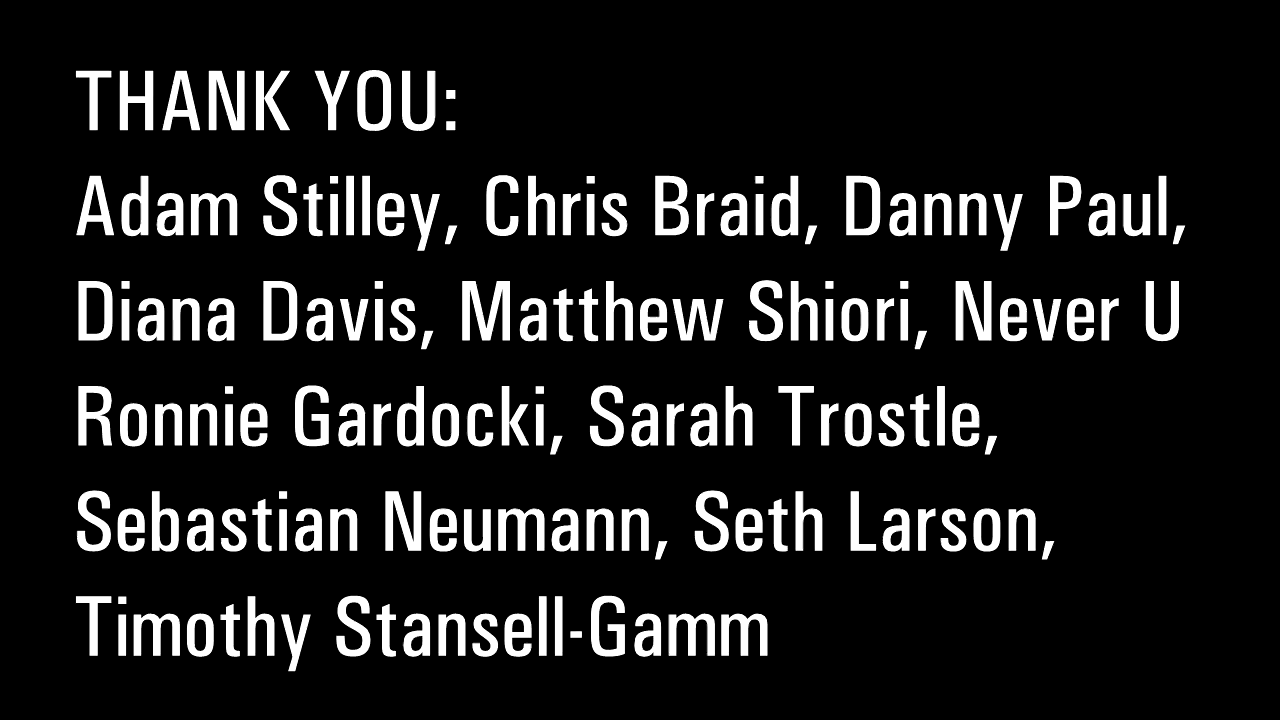 THANK YOU:
Adam Stilley, Chris Braid, Danny Paul,
Diana Davis, Matthew Shiori, Never U
Ronnie Gardocki, Sarah Trostle,
Sebastian Neumann, Seth Larson,
Timothy Stansell-Gamm